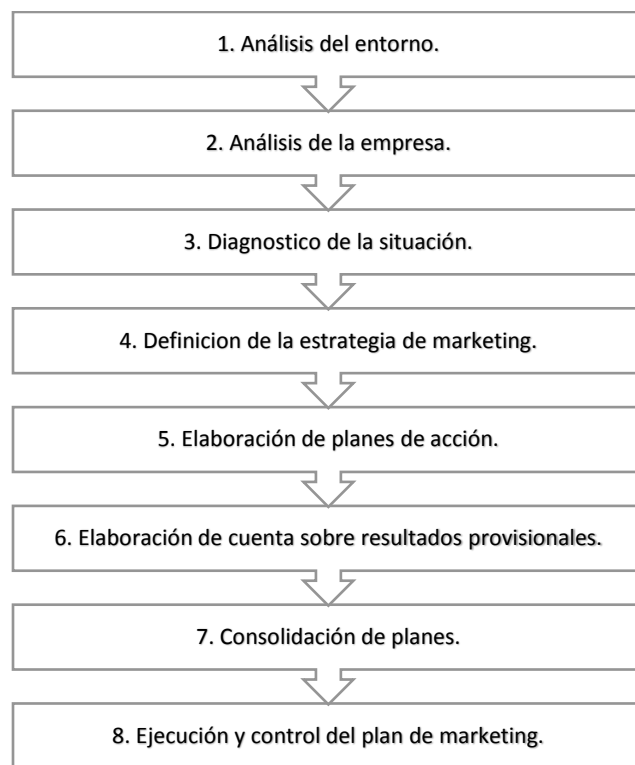 1. Análisis del entorno.
2. Análisis de la empresa.
3. Diagnostico de la situación.
4. Definicion de la estrategia de marketing.
5. Elaboración de planes de acción.
6. Elaboración de cuenta sobre resultados provisionales.
7. Consolidación de planes.
8. Ejecución y control del plan de marketing.